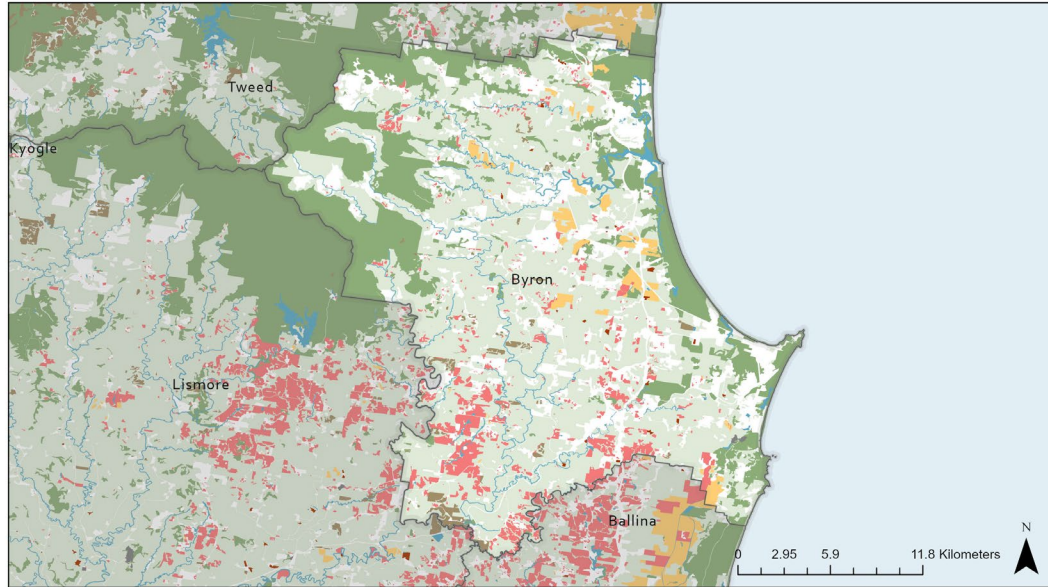 Tweed
Kyogle
Byron
Lismore
Ballina
N
0 2.95 5.9 11.8 Kilometers